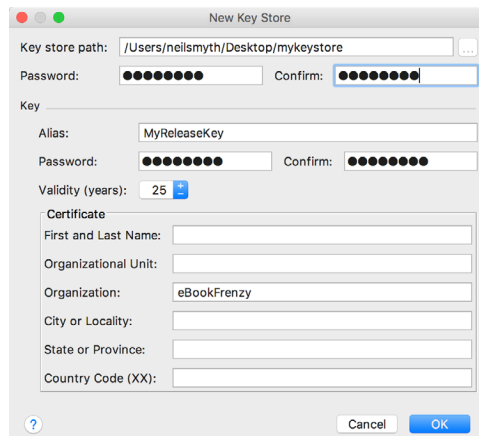 New Key Store
Key store path: /Users/neilsmyth/Desktop/mykeystore ...
Password: ●●●●●●●● Confirm: ●●●●●●●●
Key
Alias: MyReleaseKey
Password: ●●●●●●●● Confirm: ●●●●●●●●
Validity (years): 25
Certificate
First and Last Name:
Organizational Unit:
Organization: eBookFrenzy
City or Locality:
State or Province:
Country Code (XX):
? Cancel OK